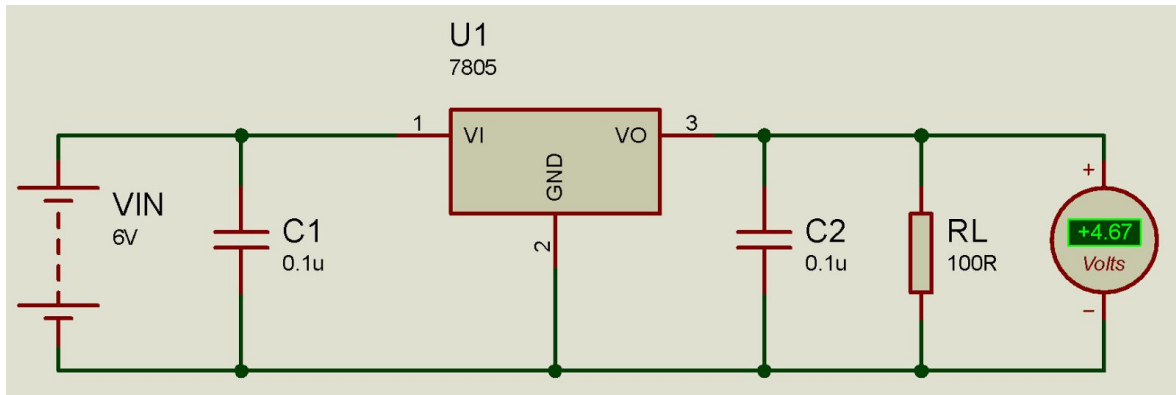 U1
7805
1
VI
VO
3
GND
2
VIN
6V
C1
0.1u
C2
0.1u
RL
100R
+
+4.67
Volts
−